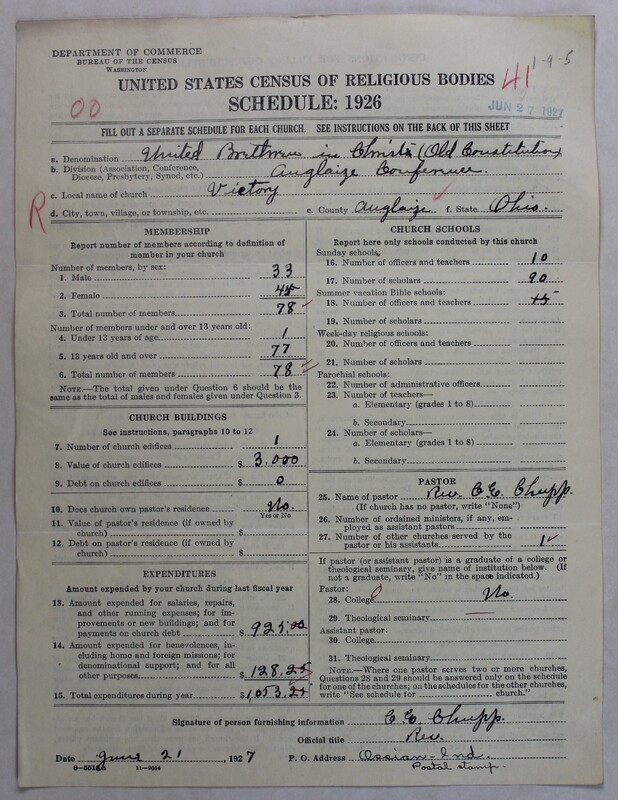 DEPARTMENT OF COMMERCE
BUREAU OF THE CENSUS
WASHINGTON
1-9-5
UNITED STATES CENSUS OF RELIGIOUS BODIES 41
00 SCHEDULE: 1926 JUN 27 1927
FILL OUT A SEPARATE SCHEDULE FOR EACH CHURCH. SEE INSTRUCTIONS ON THE BACK OF THIS SHEET
a. Denomination United Brethren in Christ (Old Constitution)
b. Division (Association, Conference, Diocese, Presbytery, Synod, etc.) Auglaize Conference.
c. Local name of church Victory
R d. City, town, village, or township, etc. e. County Auglaize f. State Ohio.
MEMBERSHIP
Report number of members according to definition of
member in your church
Number of members, by sex:
1. Male 33
2. Female 45
3. Total number of members 78
Number of members under and over 13 years old:
4. Under 13 years of age 1
5. 13 years old and over 77
6. Total number of members 78
NOTE.—The total given under Question 6 should be
same as the total of males and females given under Question 3.
CHURCH BUILDINGS
See instructions, paragraphs 10 to 12
7. Number of church edifices 1
8. Value of church edifices $ 3,000
9. Debt on church edifices $ 0
10. Does church own pastor's residence No.
Yes or No
11. Value of pastor's residence (if owned by
church) $
12. Debt on pastor's residence (if owned by
church) $
EXPENDITURES
Amount expended by your church during last fiscal year
13. Amount expended for salaries, repairs,
and other running expenses; for im-
provements or new buildings; and for
payments on church debt $ 925.00
14. Amount expended for benevolences, in-
cluding home and foreign missions; for
denominational support; and for all
other purposes $ 128.25
15. Total expenditures during year $ 1,053.25
CHURCH SCHOOLS
Report here only schools conducted by this church
Sunday schools:
16. Number of officers and teachers 10
17. Number of scholars 90
Summer vacation Bible schools:
18. Number of officers and teachers
19. Number of scholars
Week-day religious schools:
20. Number of officers and teachers
21. Number of scholars
Parochial schools:
22. Number of administrative officers
23. Number of teachers—
a. Elementary (grades 1 to 8)
b. Secondary
24. Number of scholars—
a. Elementary (grades 1 to 8)
b. Secondary
PASTOR
25. Name of pastor Rev. C.E. Chupp.
(If church has no pastor, write "None")
26. Number of ordained ministers, if any, em-
ployed as assistant pastors
27. Number of other churches served by the
pastor or his assistants 1
If pastor (or assistant pastor) is a graduate of a college or
theological seminary, give name of institution below. (If
not a graduate, write "No" in the space indicated.)
Pastor:
28. College No.
29. Theological seminary
Assistant pastor:
30. College
31. Theological seminary
NOTE.—Where one pastor serves two or more churches,
Questions 28 and 29 should be answered only on the schedule
for one of the churches; on the schedules for the other churches,
write "See schedule for church."
Signature of person furnishing information C.E. Chupp.
Official title Rev.
Date June 21, 1927 P. O. Address Ossian-Ind.
11-9564 Postal stamp.